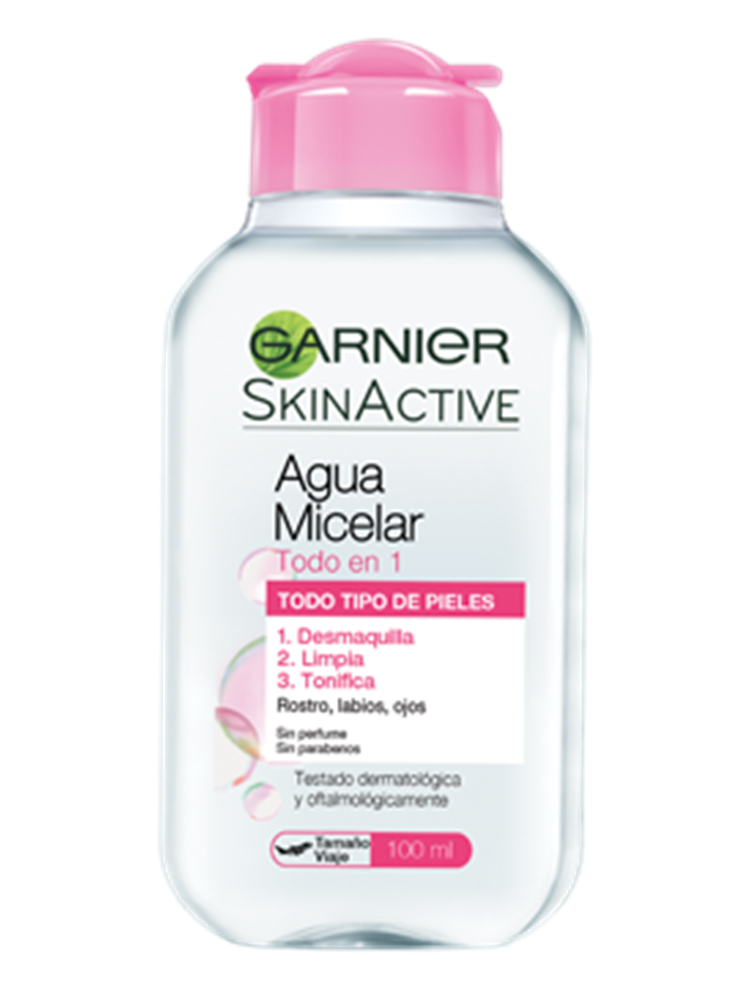 GARNIER
SKINACTIVE
Agua
Micelar
Todo en 1
TODO TIPO DE PIELES
1. Desmaquilla
2. Limpia
3. Tonifica
Rostro, labios, ojos
Sin perfume
Sin parabenos
Testado dermatológica
y oftalmológicamente
Tamaño
Viaje
100 ml